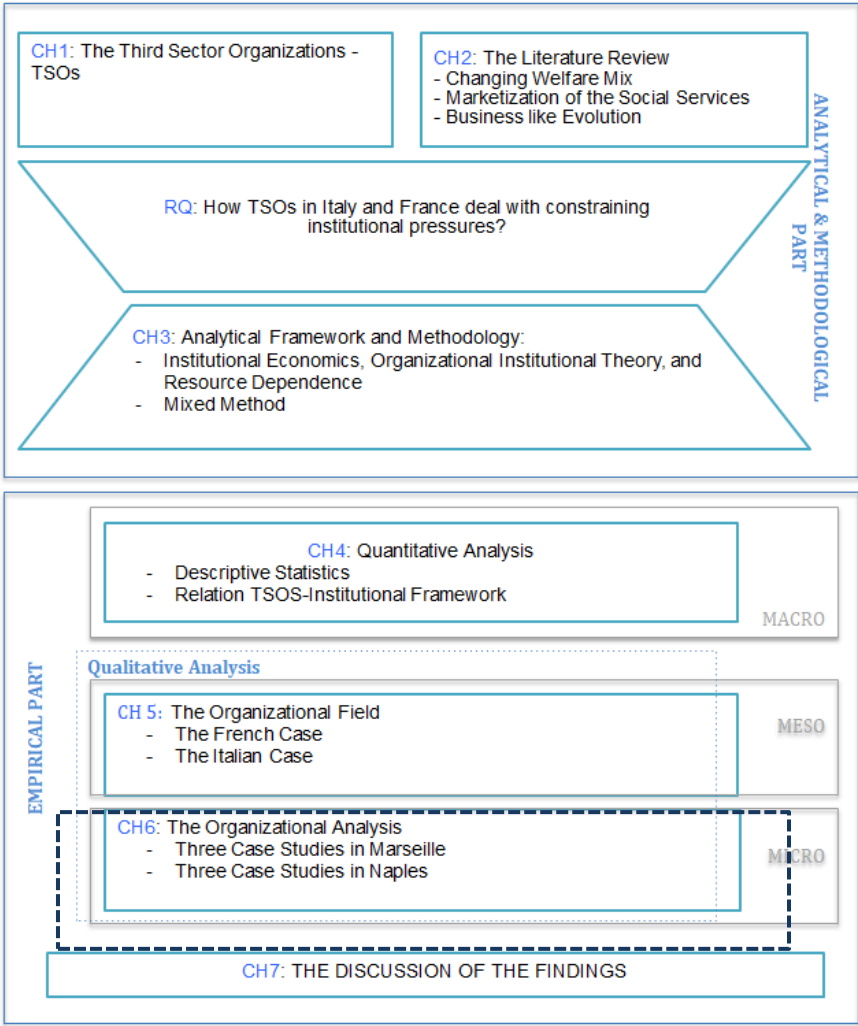 CH1: The Third Sector Organizations -
TSOs
CH2: The Literature Review
- Changing Welfare Mix
- Marketization of the Social Services
- Business like Evolution
ANALYTICAL & METHODOLOGICAL
PART
RQ: How TSOs in Italy and France deal with constraining
institutional pressures?
CH3: Analytical Framework and Methodology:
- Institutional Economics, Organizational Institutional Theory, and
Resource Dependence
- Mixed Method
EMPIRICAL PART
CH4: Quantitative Analysis
- Descriptive Statistics
- Relation TSOS-Institutional Framework
MACRO
Qualitative Analysis
CH 5: The Organizational Field
- The French Case
- The Italian Case
MESO
CH6: The Organizational Analysis
- Three Case Studies in Marseille
- Three Case Studies in Naples
MICRO
CH7: THE DISCUSSION OF THE FINDINGS